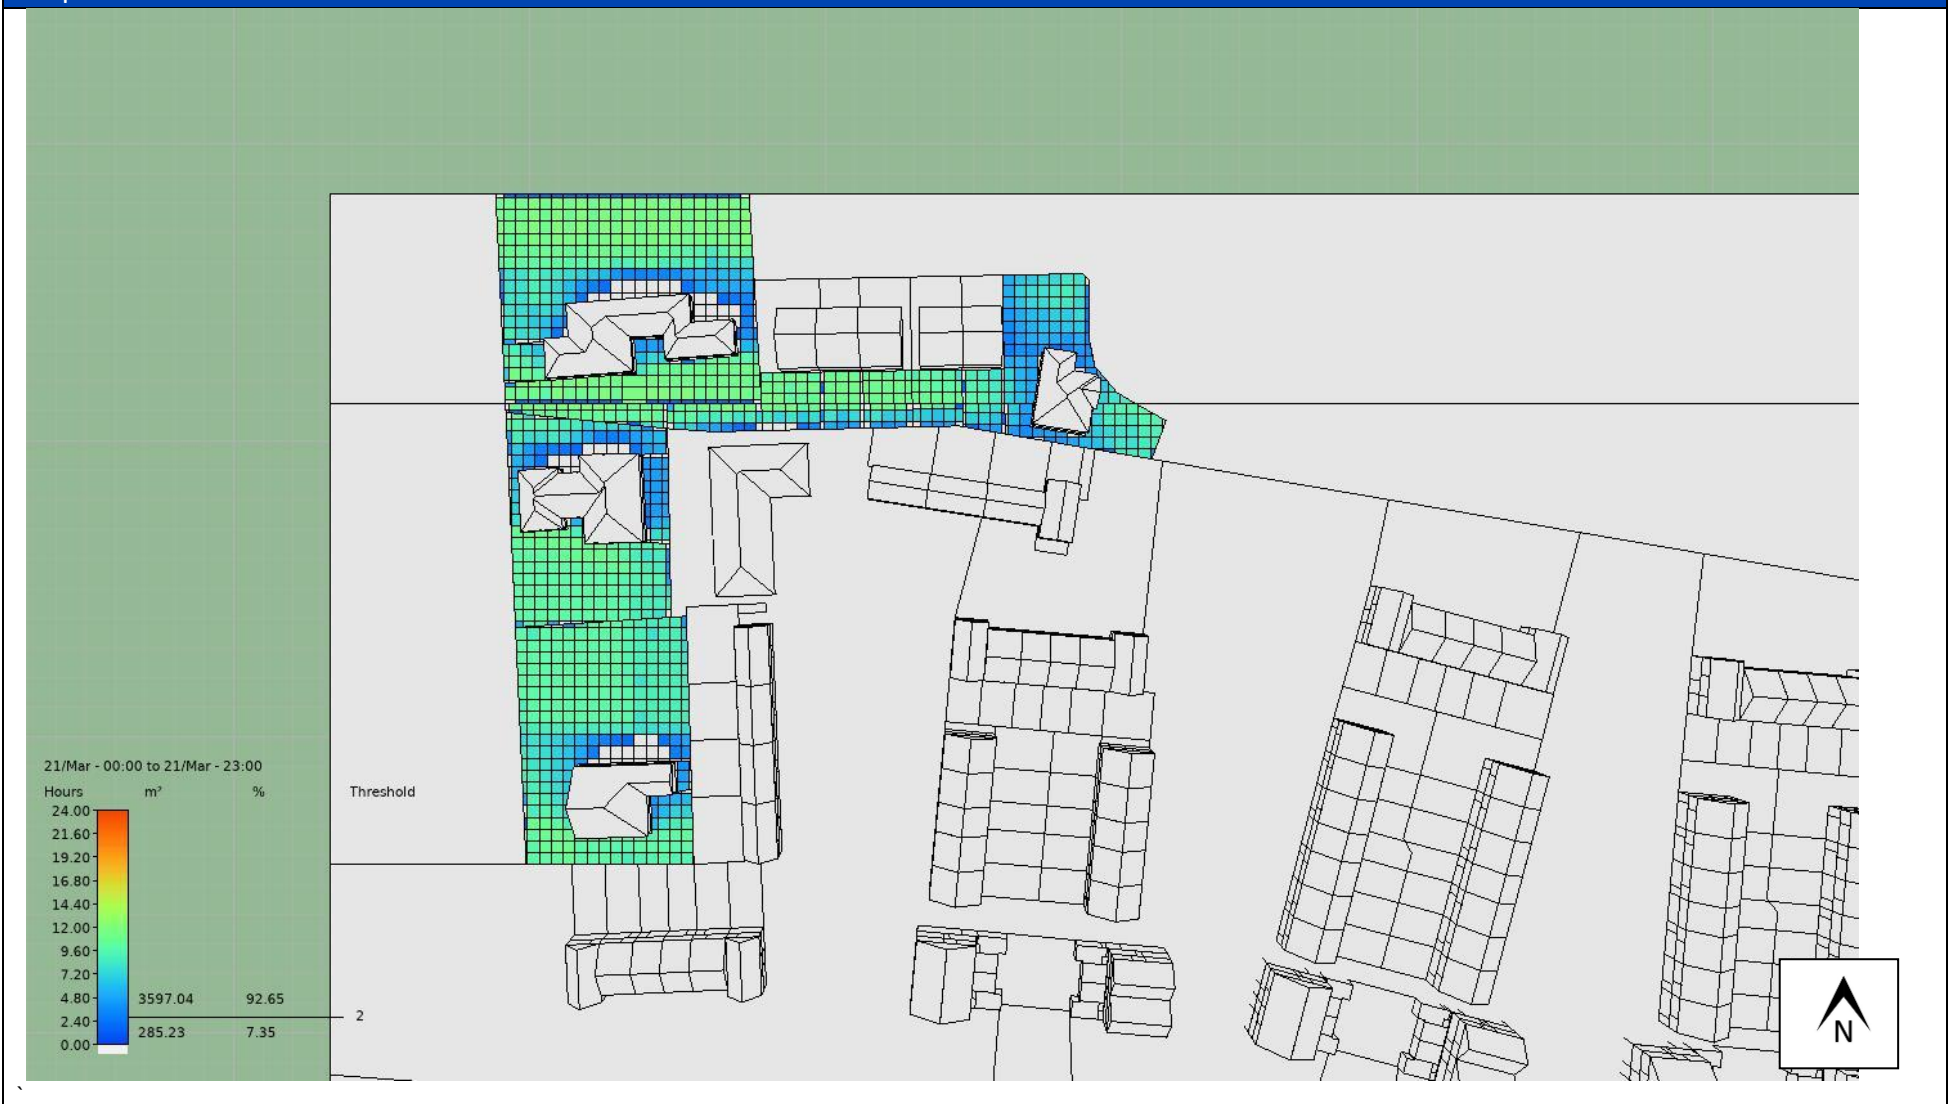 21/Mar - 00:00 to 21/Mar - 23:00
Hours m² %
Threshold
24.00
21.60
19.20
16.80
14.40
12.00
9.60
7.20
4.80 3597.04 92.65
2.40 2
285.23 7.35
0.00
N
`